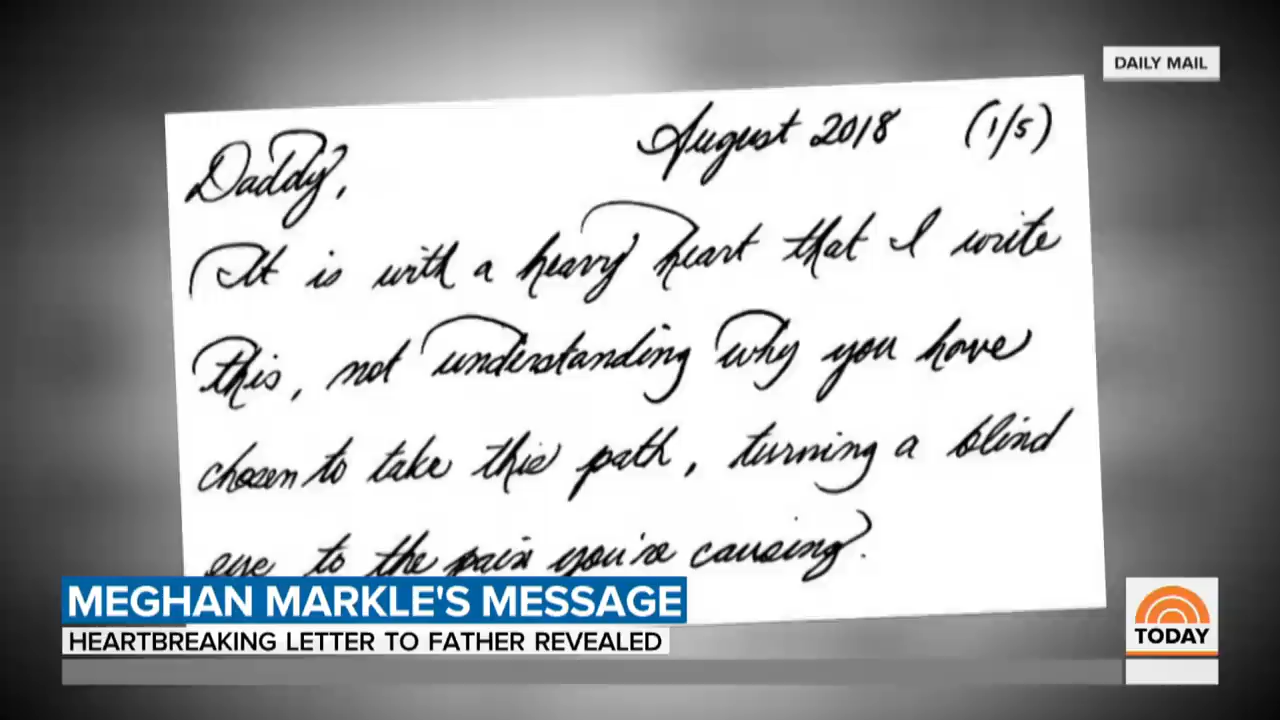 DAILY MAIL
August 2018 (1/5)
Daddy,
It is with a heavy heart that I write
this, not understanding why you have
chosen to take this path, turning a blind
eye to the pain you're causing.
MEGHAN MARKLE'S MESSAGE
HEARTBREAKING LETTER TO FATHER REVEALED
TODAY